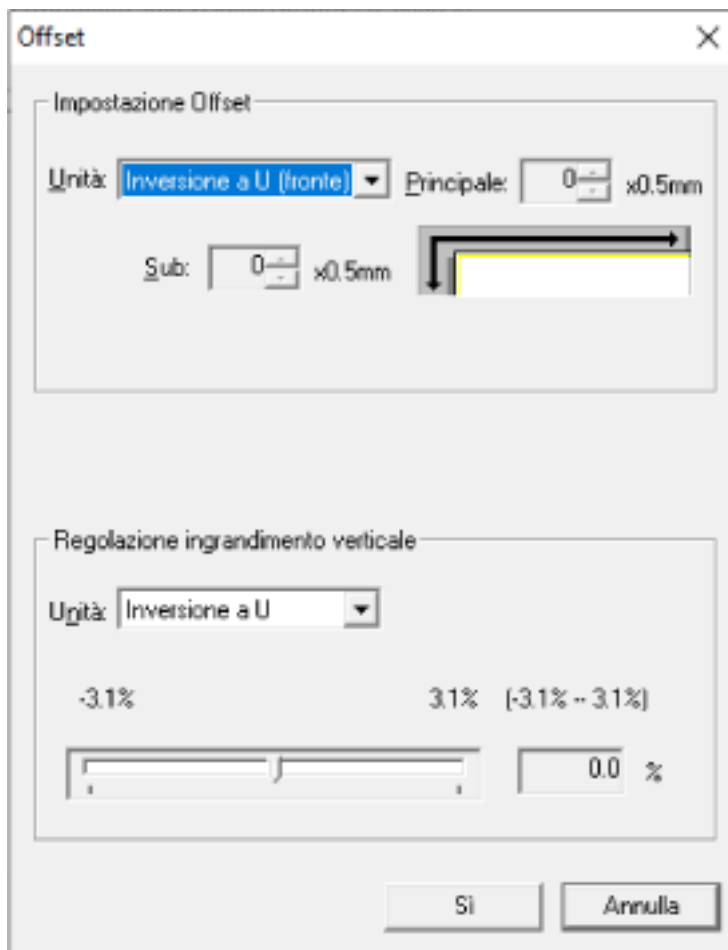 Offset
Impostazione Offset
Unità: Inversione a U (fronte) Principale: 0 x0.5mm
Sub: 0 x0.5mm
Regolazione ingrandimento verticale
Unità: Inversione a U
-3.1% 3.1% (-3.1% -- 3.1%)
0.0 %
Sì Annulla